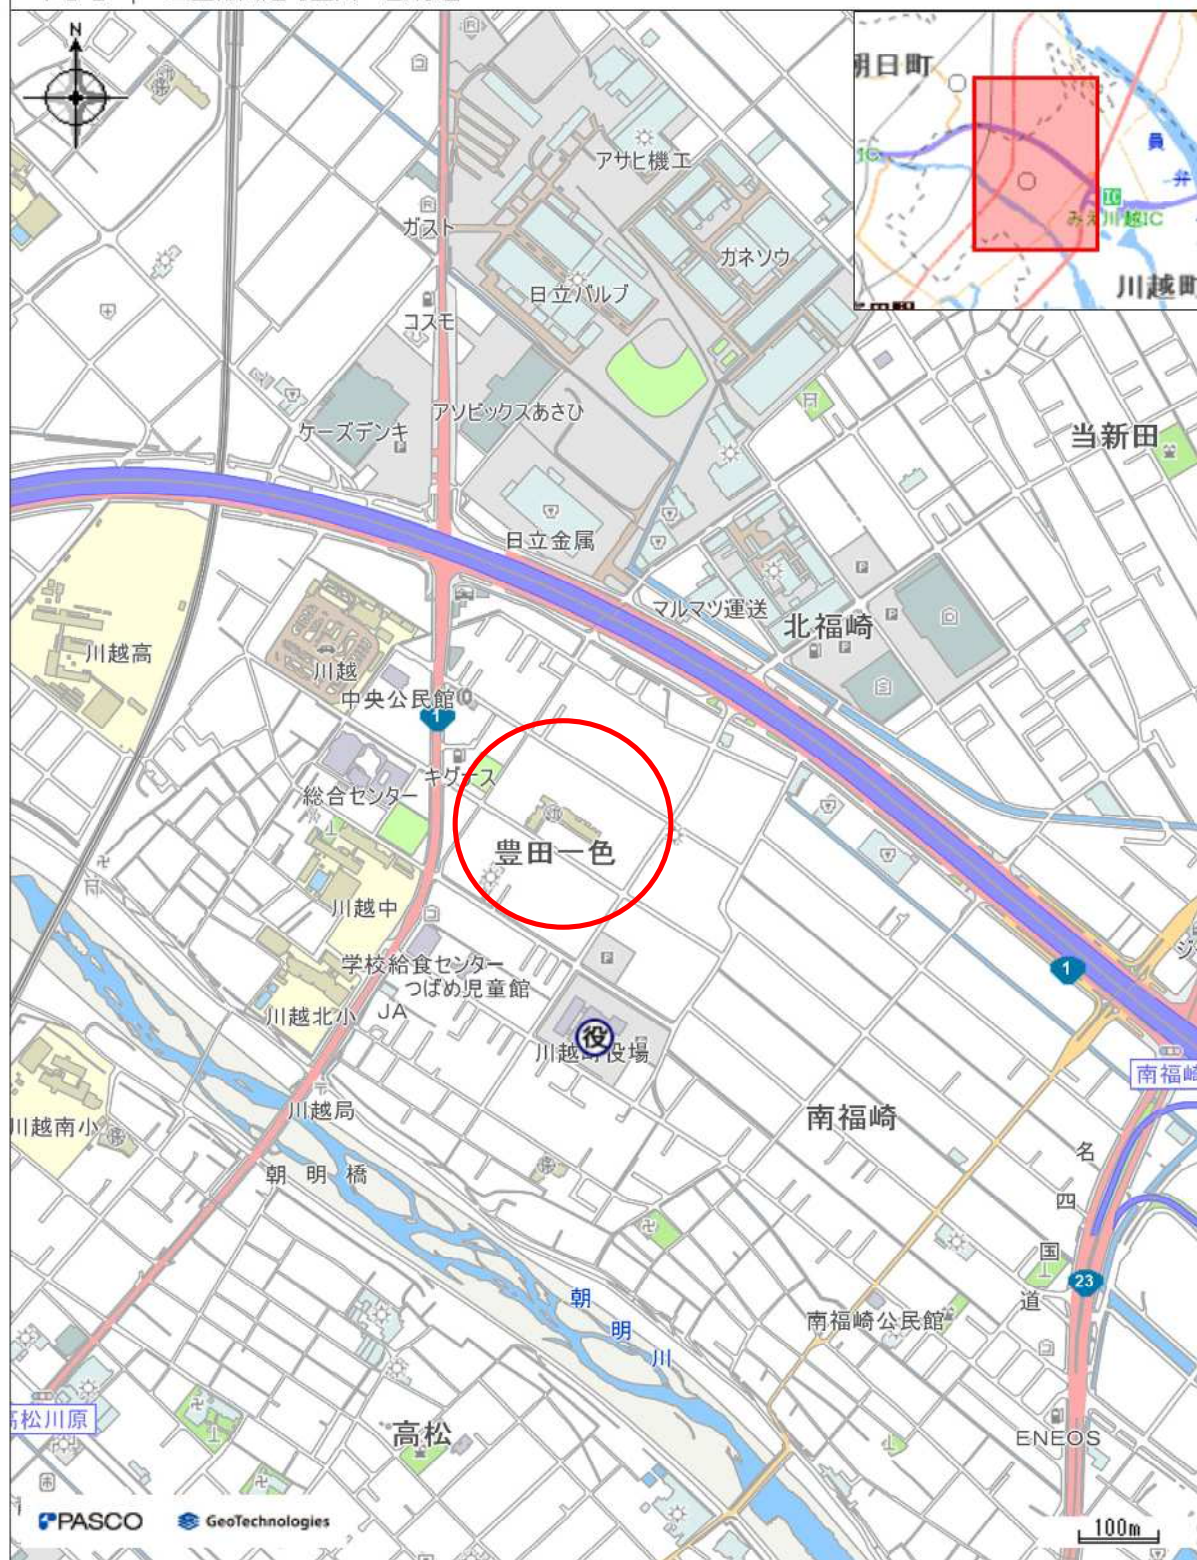 N
朝日町
員
弁
IC
IC
みえ川越IC
川越町
アサヒ機工
ガスト
ガネソウ
日立バルブ
コスモ
アソビックスあさひ
ケーズデンキ
当新田
日立金属
マルマツ運送
北福崎
川越高
川越
中央公民館
1
キグナス
総合センター
豊田一色
川越中
学校給食センター
つばめ児童館
川越北小
JA
役
川越町役場
1
南福崎
川越局
川越南小
南福崎
朝明橋
名四国道
23
朝明川
南福崎公民館
高松川原
高松
ENEOS
PASCO
GeoTechnologies
100m